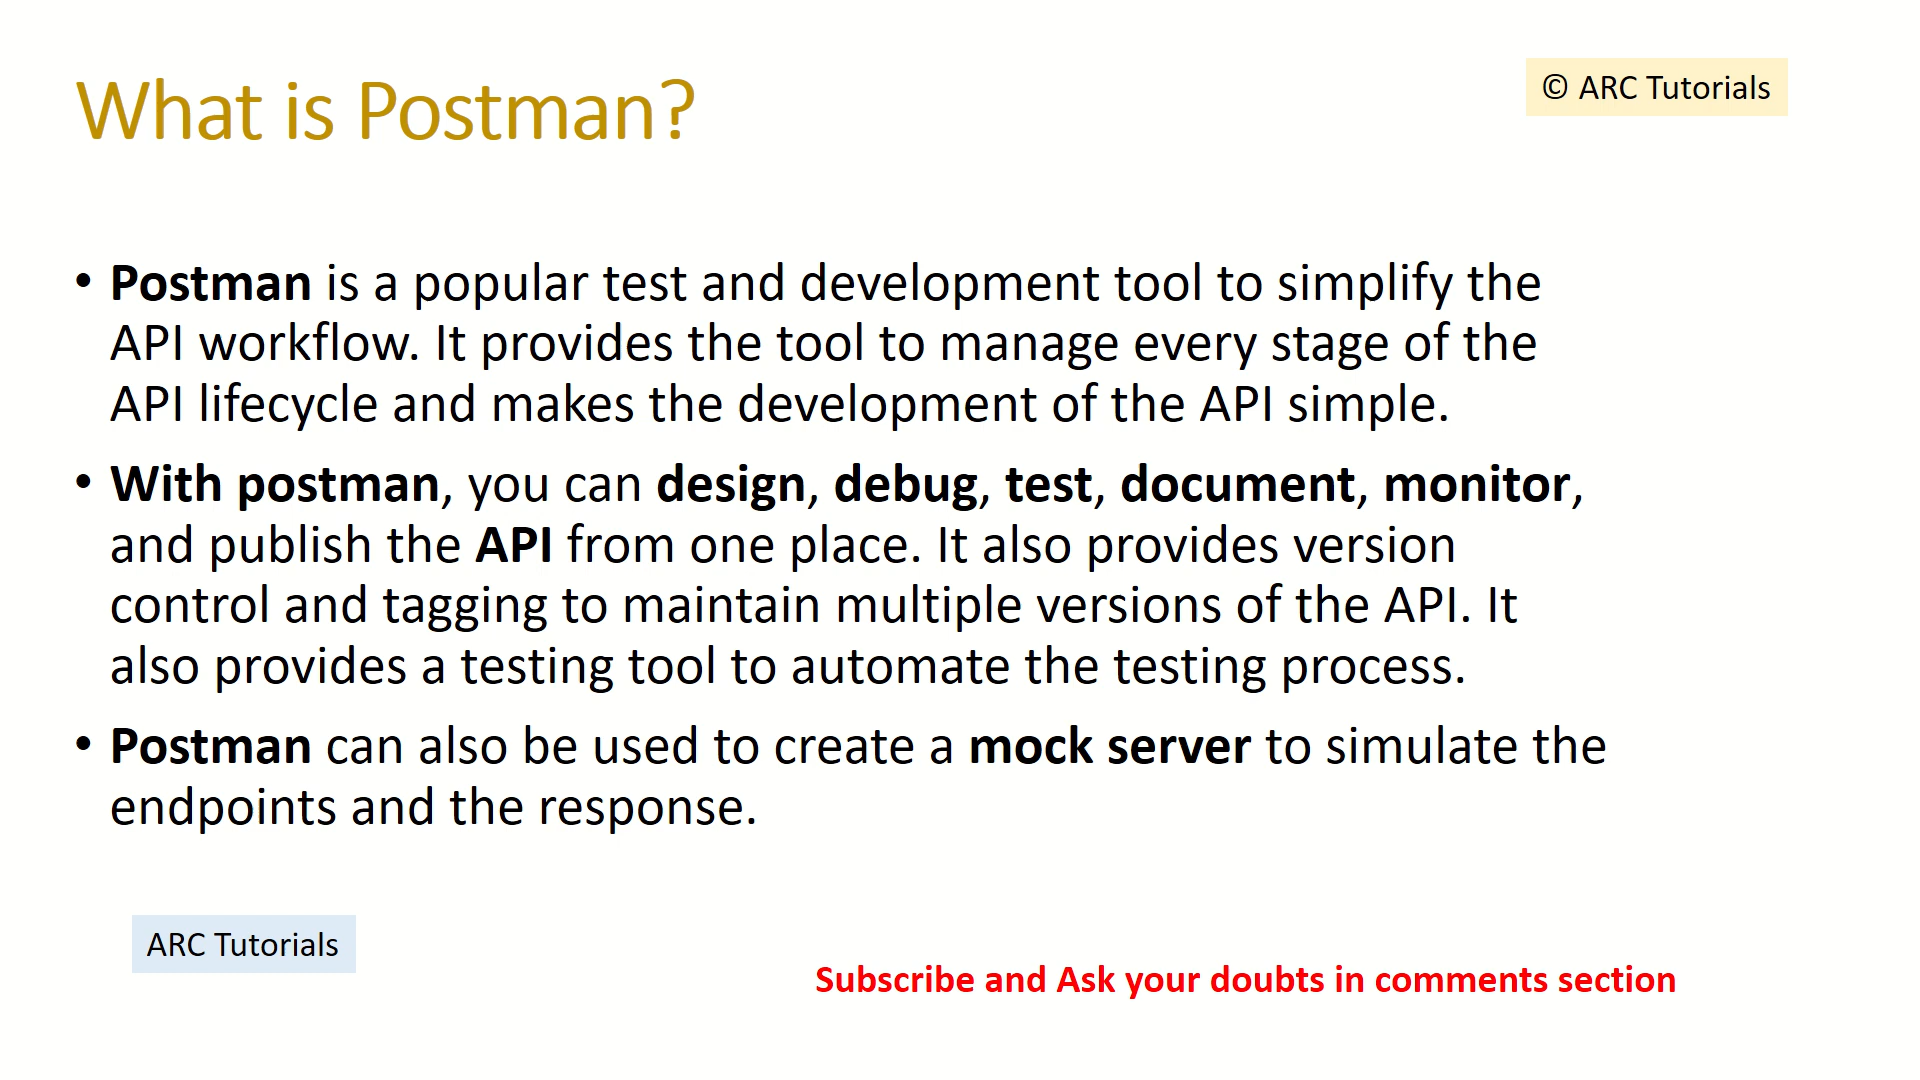 What is Postman?
© ARC Tutorials
• Postman is a popular test and development tool to simplify the
API workflow. It provides the tool to manage every stage of the
API lifecycle and makes the development of the API simple.
• With postman, you can design, debug, test, document, monitor,
and publish the API from one place. It also provides version
control and tagging to maintain multiple versions of the API. It
also provides a testing tool to automate the testing process.
• Postman can also be used to create a mock server to simulate the
endpoints and the response.
ARC Tutorials
Subscribe and Ask your doubts in comments section